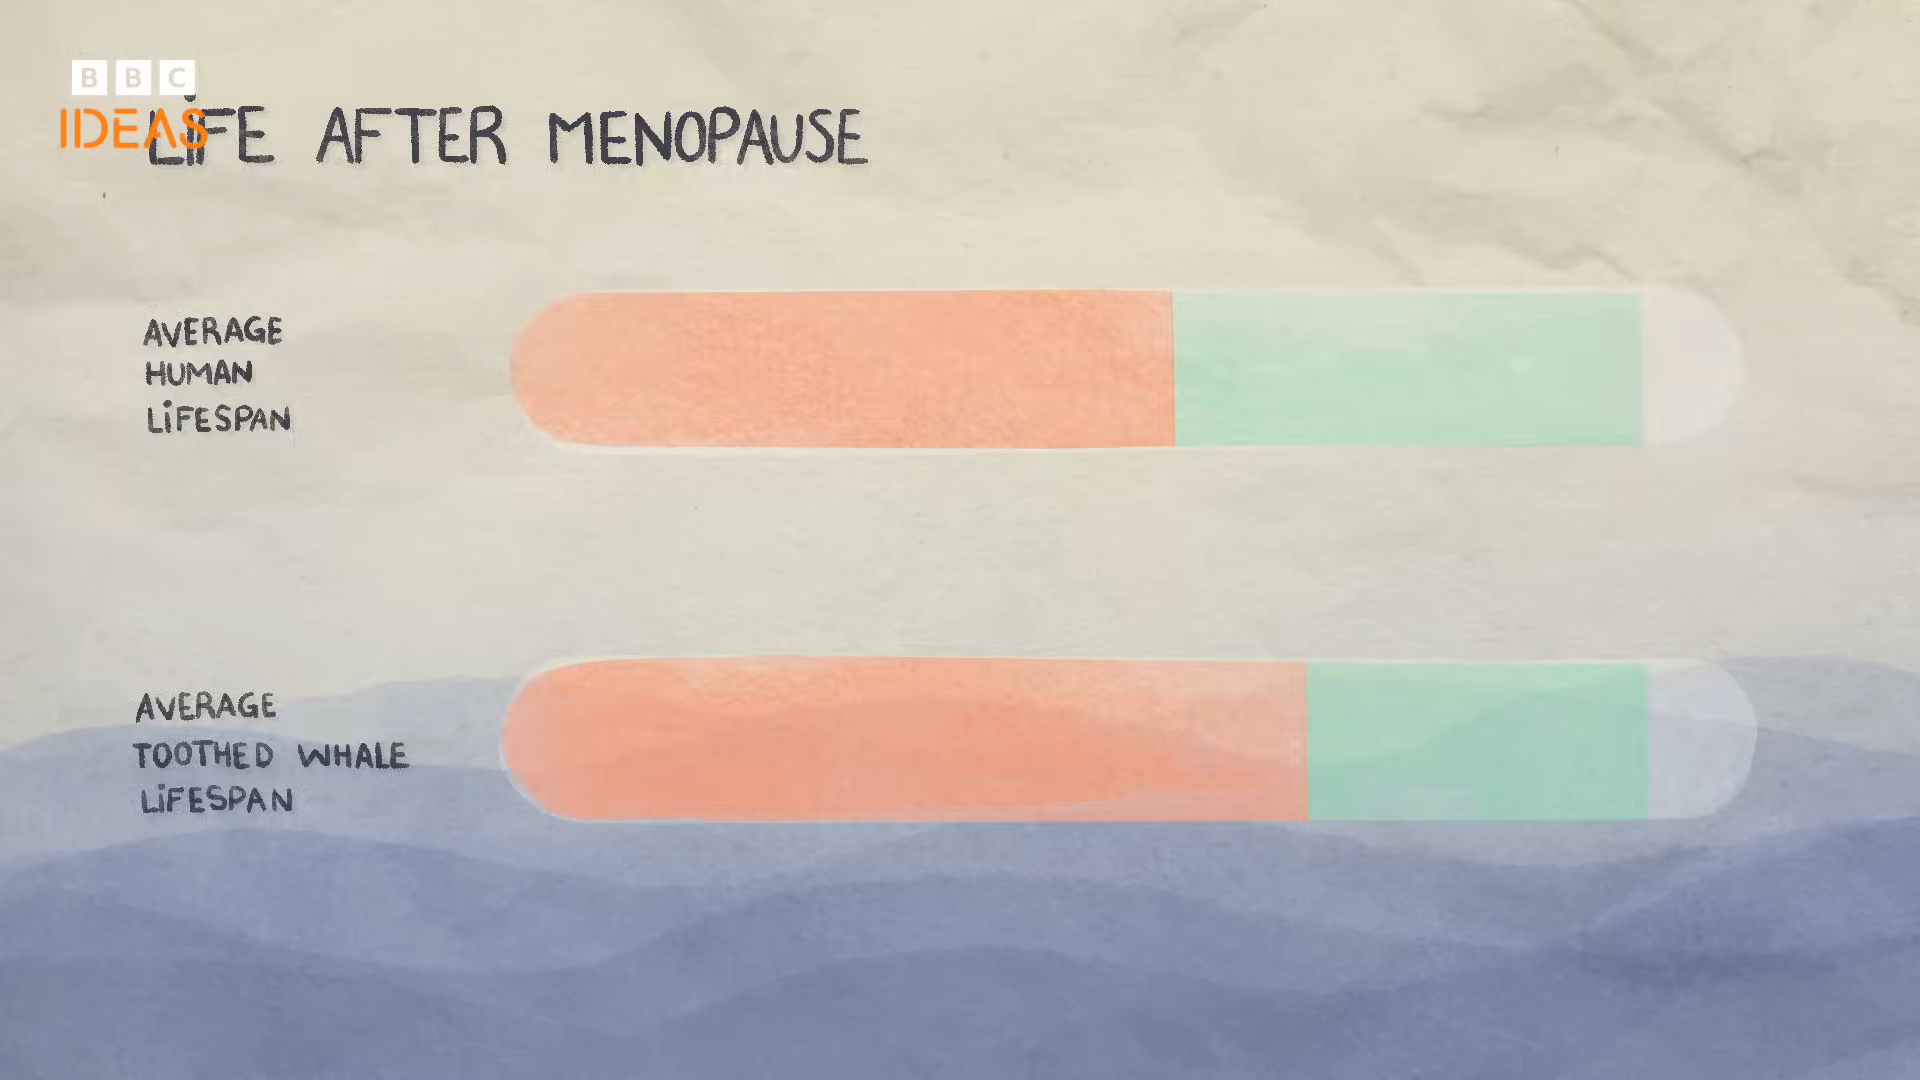 BBC
IDEAS
LiFE AFTER MENOPAUSE
AVERAGE
HUMAN
LiFESPAN
AVERAGE
TOOTHED WHALE
LiFESPAN